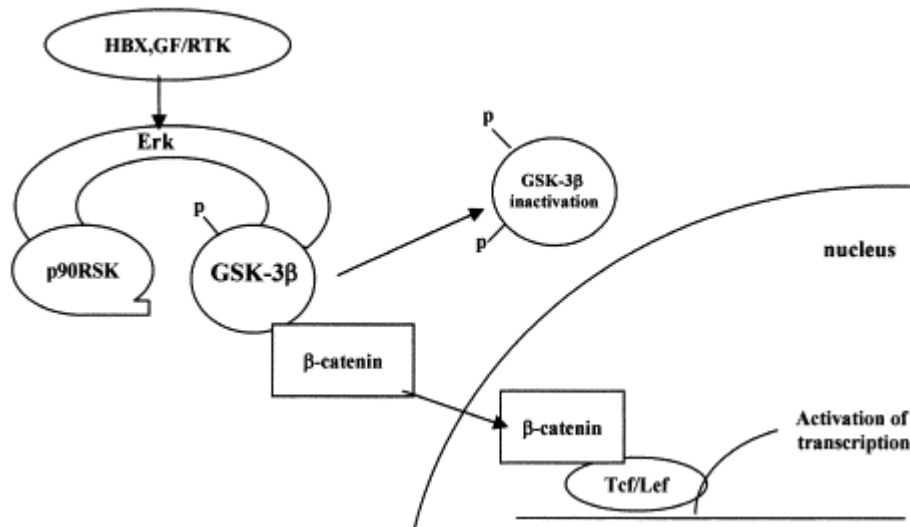 HBX,GF/RTK
Erk
p
p90RSK
GSK-3β
β-catenin
p
GSK-3β
inactivation
p
nucleus
β-catenin
Tcf/Lef
Activation of
transcription